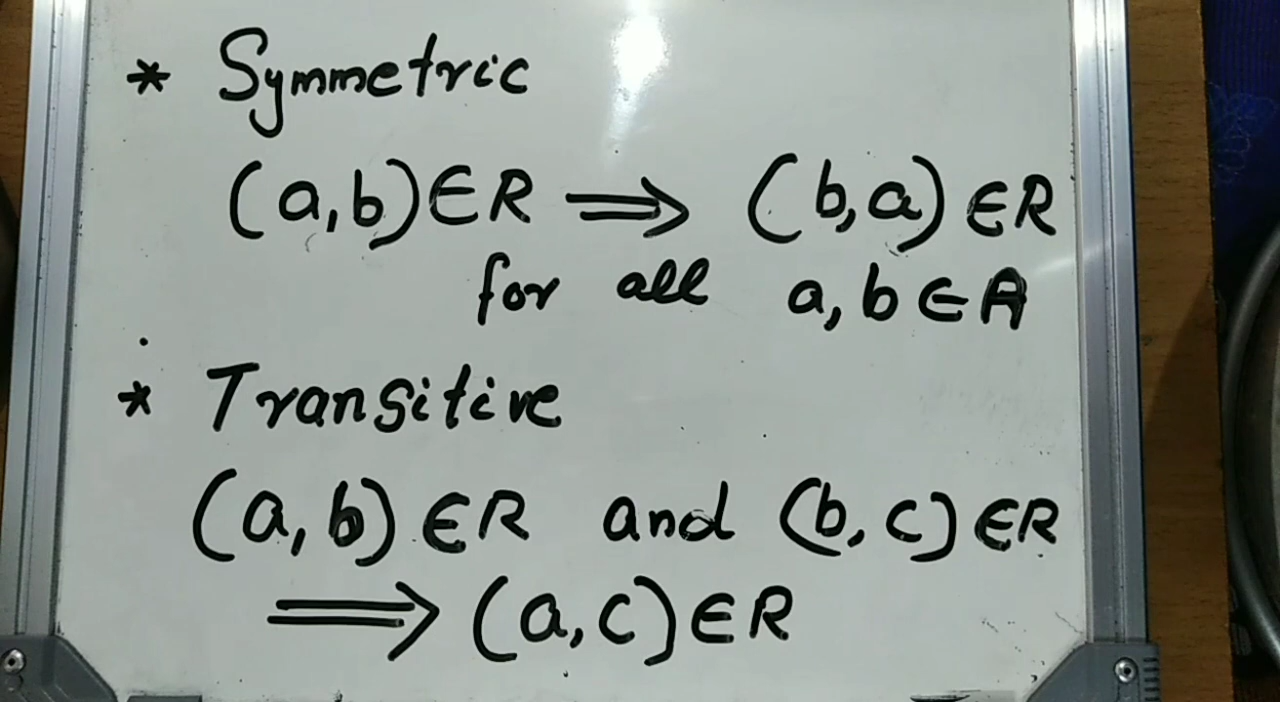 * Symmetric
(a,b)∈R ⟹ (b,a)∈R
for all a,b∈A
* Transitive
(a,b)∈R and (b,c)∈R
⟹ (a,c)∈R